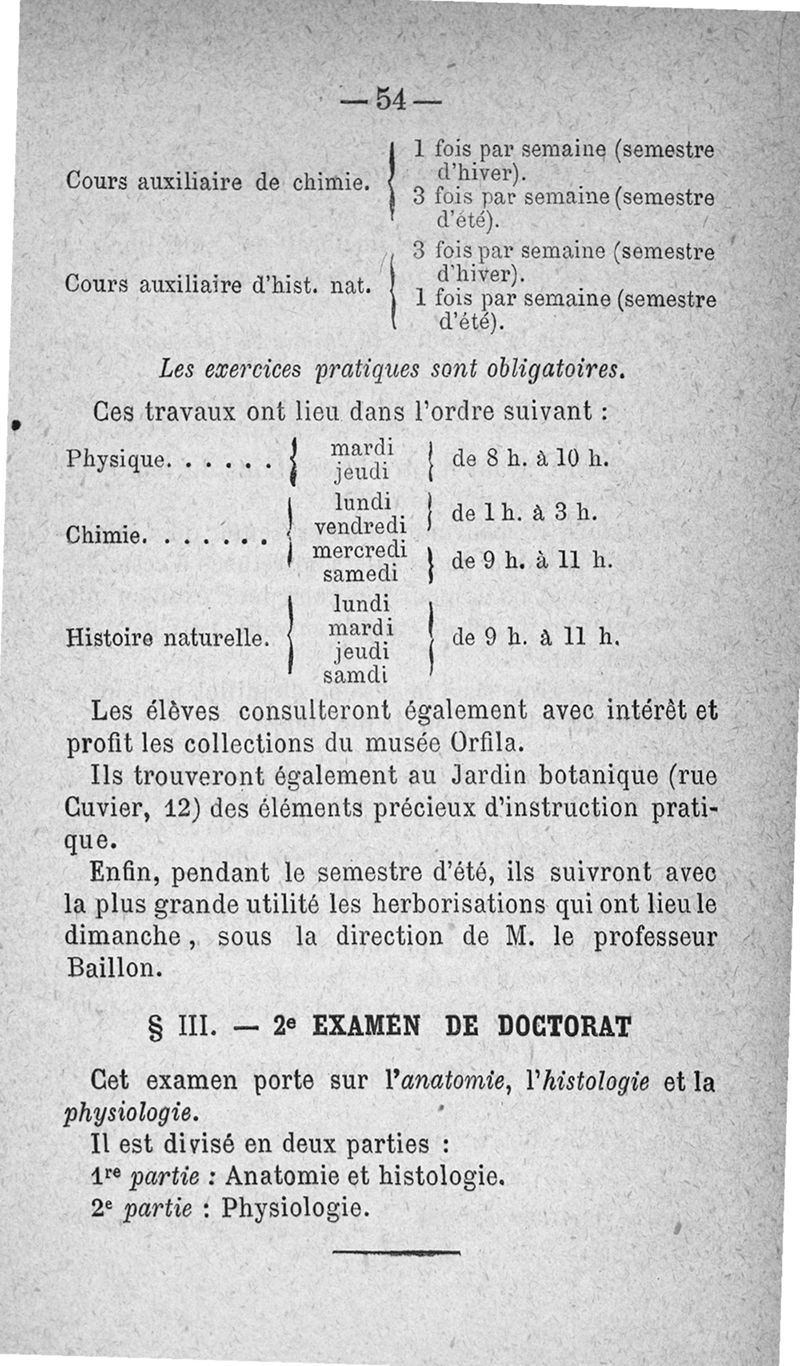 — 54 —
Cours auxiliaire de chimie. { 1 fois par semaine (semestre
d'hiver).
3 fois par semaine (semestre
d'été).
Cours auxiliaire d'hist. nat. { 3 fois par semaine (semestre
d'hiver).
1 fois par semaine (semestre
d'été).
Les exercices pratiques sont obligatoires.
Ces travaux ont lieu dans l'ordre suivant :
Physique. . . . . . { mardi
jeudi } de 8 h. à 10 h.
Chimie. . . . . . . { lundi
vendredi } de 1 h. à 3 h.
mercredi
samedi } de 9 h. à 11 h.
Histoire naturelle. { lundi
mardi
jeudi
samdi } de 9 h. à 11 h.
Les élèves consulteront également avec intérêt et
profit les collections du musée Orfila.
Ils trouveront également au Jardin botanique (rue
Cuvier, 12) des éléments précieux d'instruction prati-
que.
Enfin, pendant le semestre d'été, ils suivront avec
la plus grande utilité les herborisations qui ont lieu le
dimanche, sous la direction de M. le professeur
Baillon.
§ III. — 2e EXAMEN DE DOCTORAT
Cet examen porte sur l'anatomie, l'histologie et la
physiologie.
Il est divisé en deux parties :
1re partie : Anatomie et histologie.
2e partie : Physiologie.